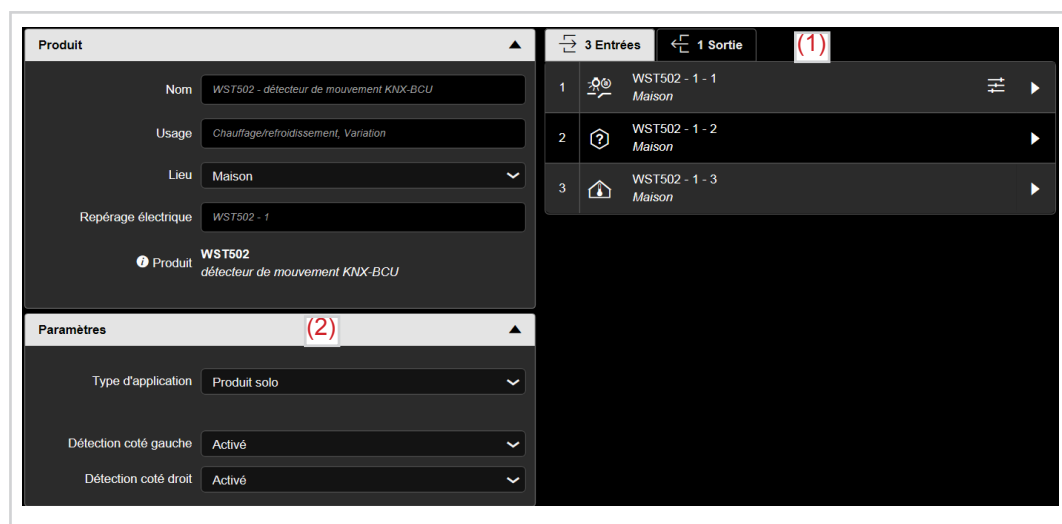 Produit
Nom WST502 - détecteur de mouvement KNX-BCU
Usage Chauffage/refroidissement, Variation
Lieu Maison
Repérage électrique WST502 - 1
i Produit WST502
détecteur de mouvement KNX-BCU
Paramètres (2)
Type d'application Produit solo
Détection coté gauche Activé
Détection coté droit Activé
3 Entrées 1 Sortie (1)
1 WST502 - 1 - 1
Maison
2 ? WST502 - 1 - 2
Maison
3 WST502 - 1 - 3
Maison